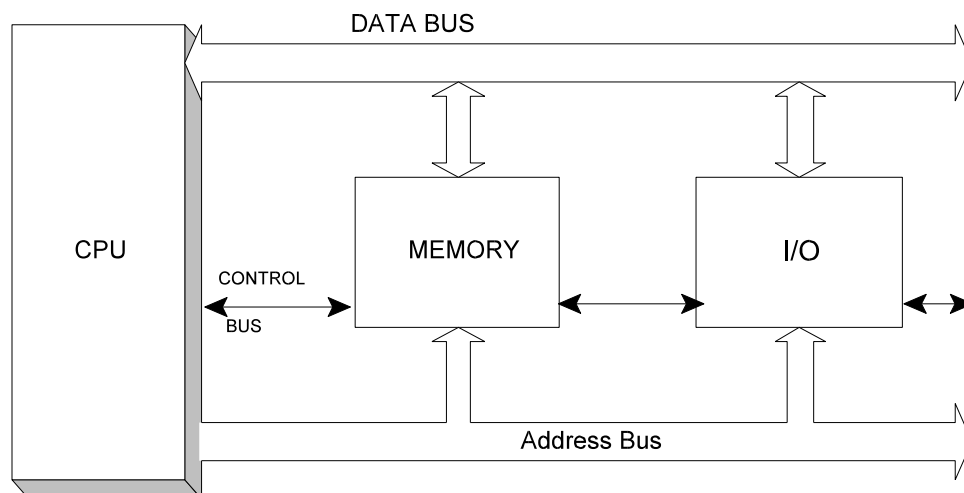 DATA BUS
CPU
MEMORY
I/O
CONTROL
BUS
Address Bus